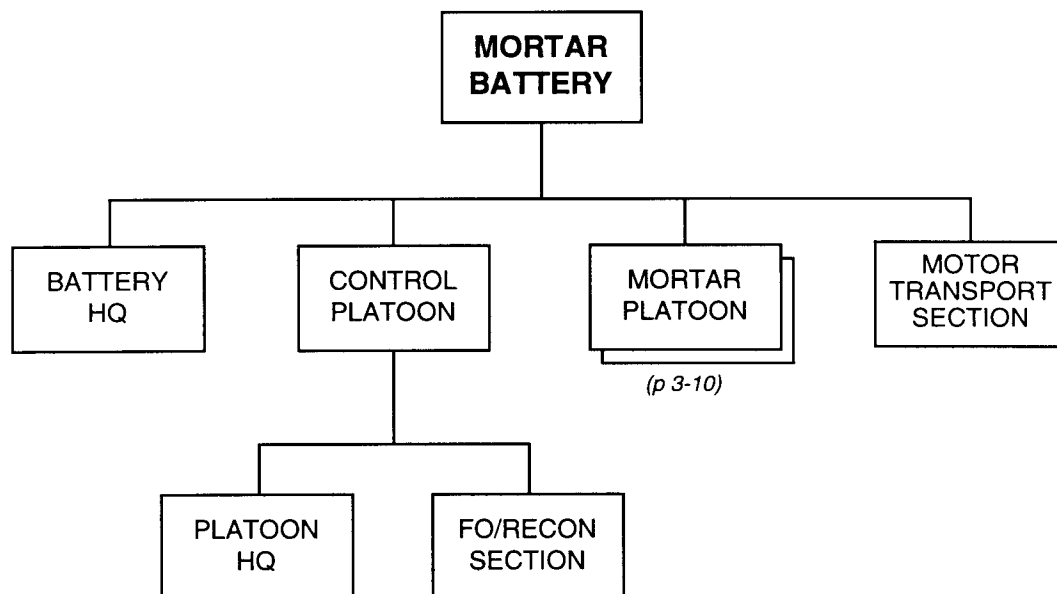 MORTAR
BATTERY
BATTERY
HQ
CONTROL
PLATOON
MORTAR
PLATOON
MOTOR
TRANSPORT
SECTION
(p 3-10)
PLATOON
HQ
FO/RECON
SECTION